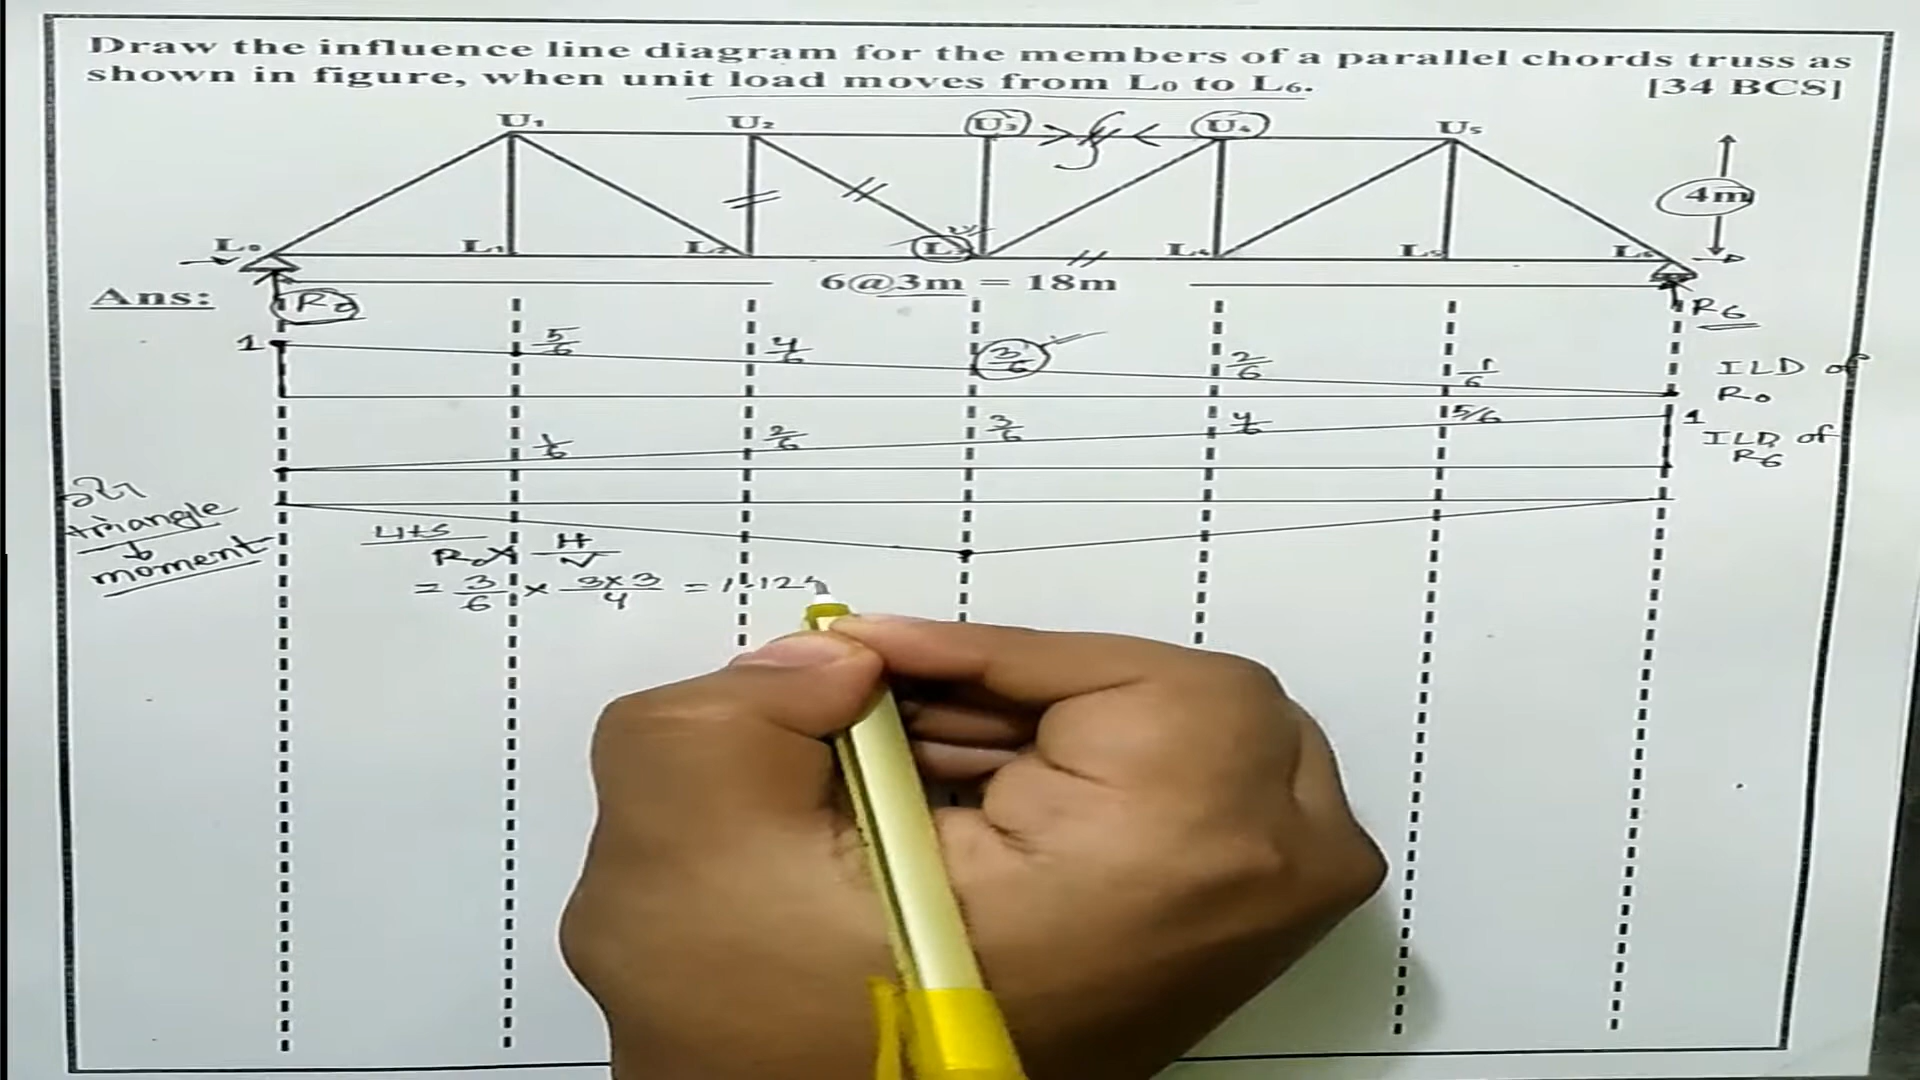 Draw the influence line diagram for the members of a parallel chords truss as
shown in figure, when unit load moves from L0 to L6.
[34 BCS]
U1 U2 U3 U4 U5
4m
L0 L1 L2 L3 L4 L5 L6
6@3m = 18m
Ans:
R0
R6
1 5/6 4/6 3/6 2/6 1/6
ILD of
R0
1/6 2/6 3/6 4/6 5/6 1
ILD of
R6
triangle
moment
R0 × H/V
= 3/6 × 3×3/4 = 1.125